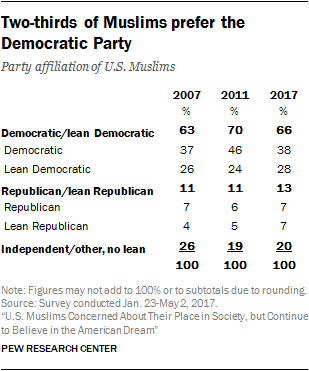 Two-thirds of Muslims prefer the
Democratic Party
Party affiliation of U.S. Muslims
2007 2011 2017
% % %
Democratic/lean Democratic 63 70 66
Democratic 37 46 38
Lean Democratic 26 24 28
Republican/lean Republican 11 11 13
Republican 7 6 7
Lean Republican 4 5 7
Independent/other, no lean 26 19 20
100 100 100
Note: Figures may not add to 100% or to subtotals due to rounding.
Source: Survey conducted Jan. 23-May 2, 2017.
“U.S. Muslims Concerned About Their Place in Society, but Continue
to Believe in the American Dream”
PEW RESEARCH CENTER